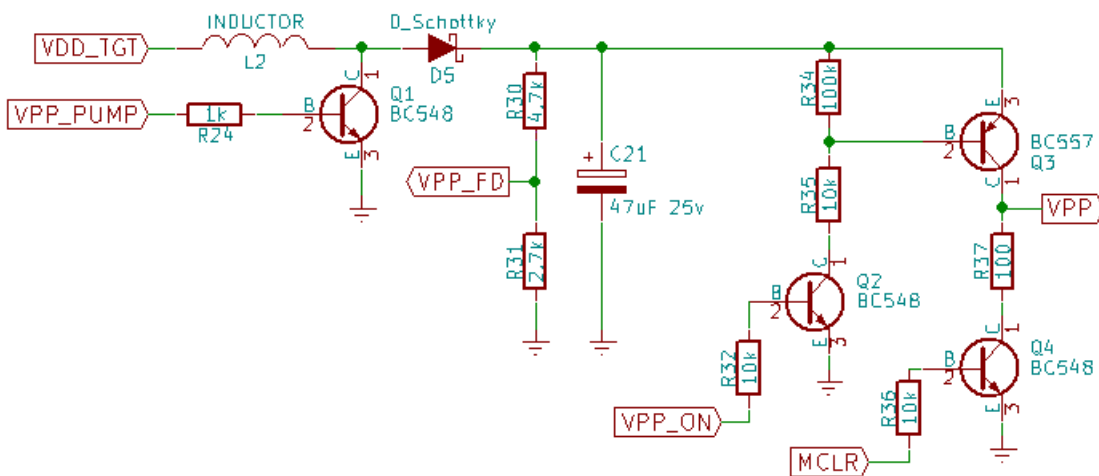 INDUCTOR
L2
D_Schottky
D5
VDD_TGT
C
1
Q1
BC548
B
2
E
3
VPP_PUMP
1k
R24
R30
4.7k
VPP_FD
R31
2.7k
+
C21
47uF 25v
R34
100k
R35
10k
E
3
B
2
BC557
Q3
C
1
VPP
R37
100
C
1
Q2
BC548
B
2
E
3
R32
10k
VPP_ON
C
1
Q4
BC548
B
2
E
3
R36
10k
MCLR